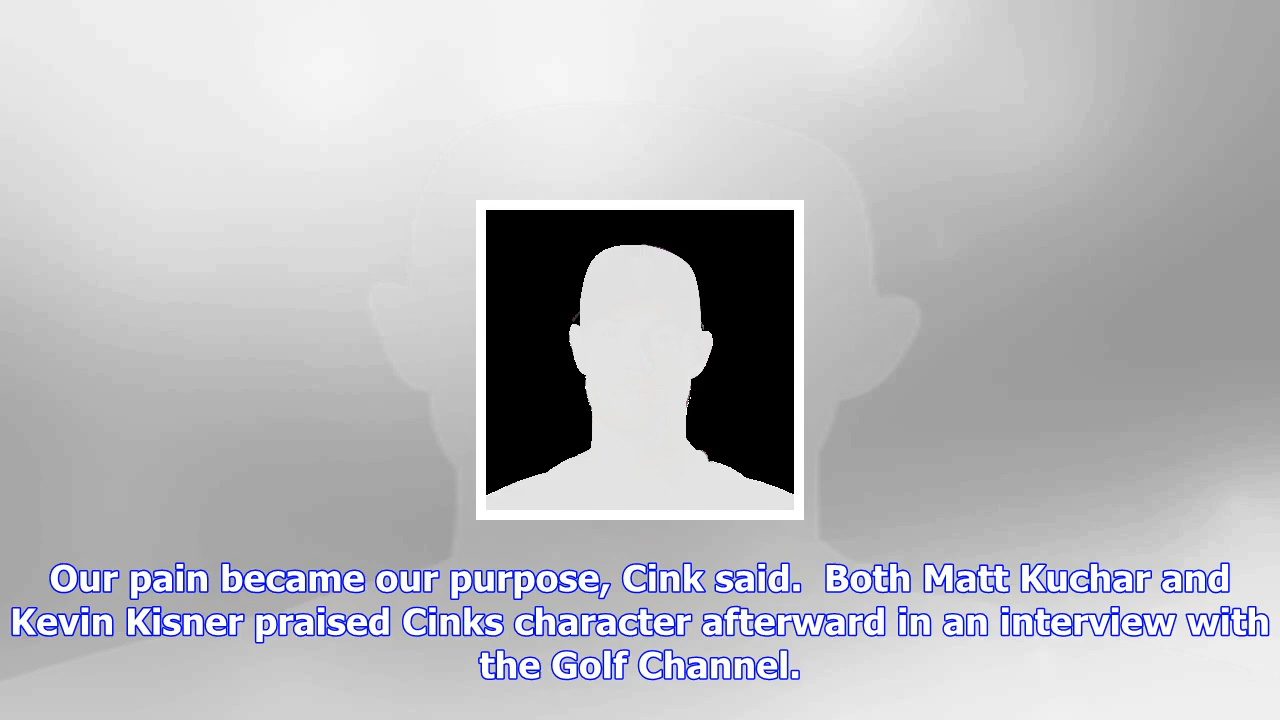 Our pain became our purpose, Cink said.  Both Matt Kuchar and
Kevin Kisner praised Cinks character afterward in an interview with
the Golf Channel.